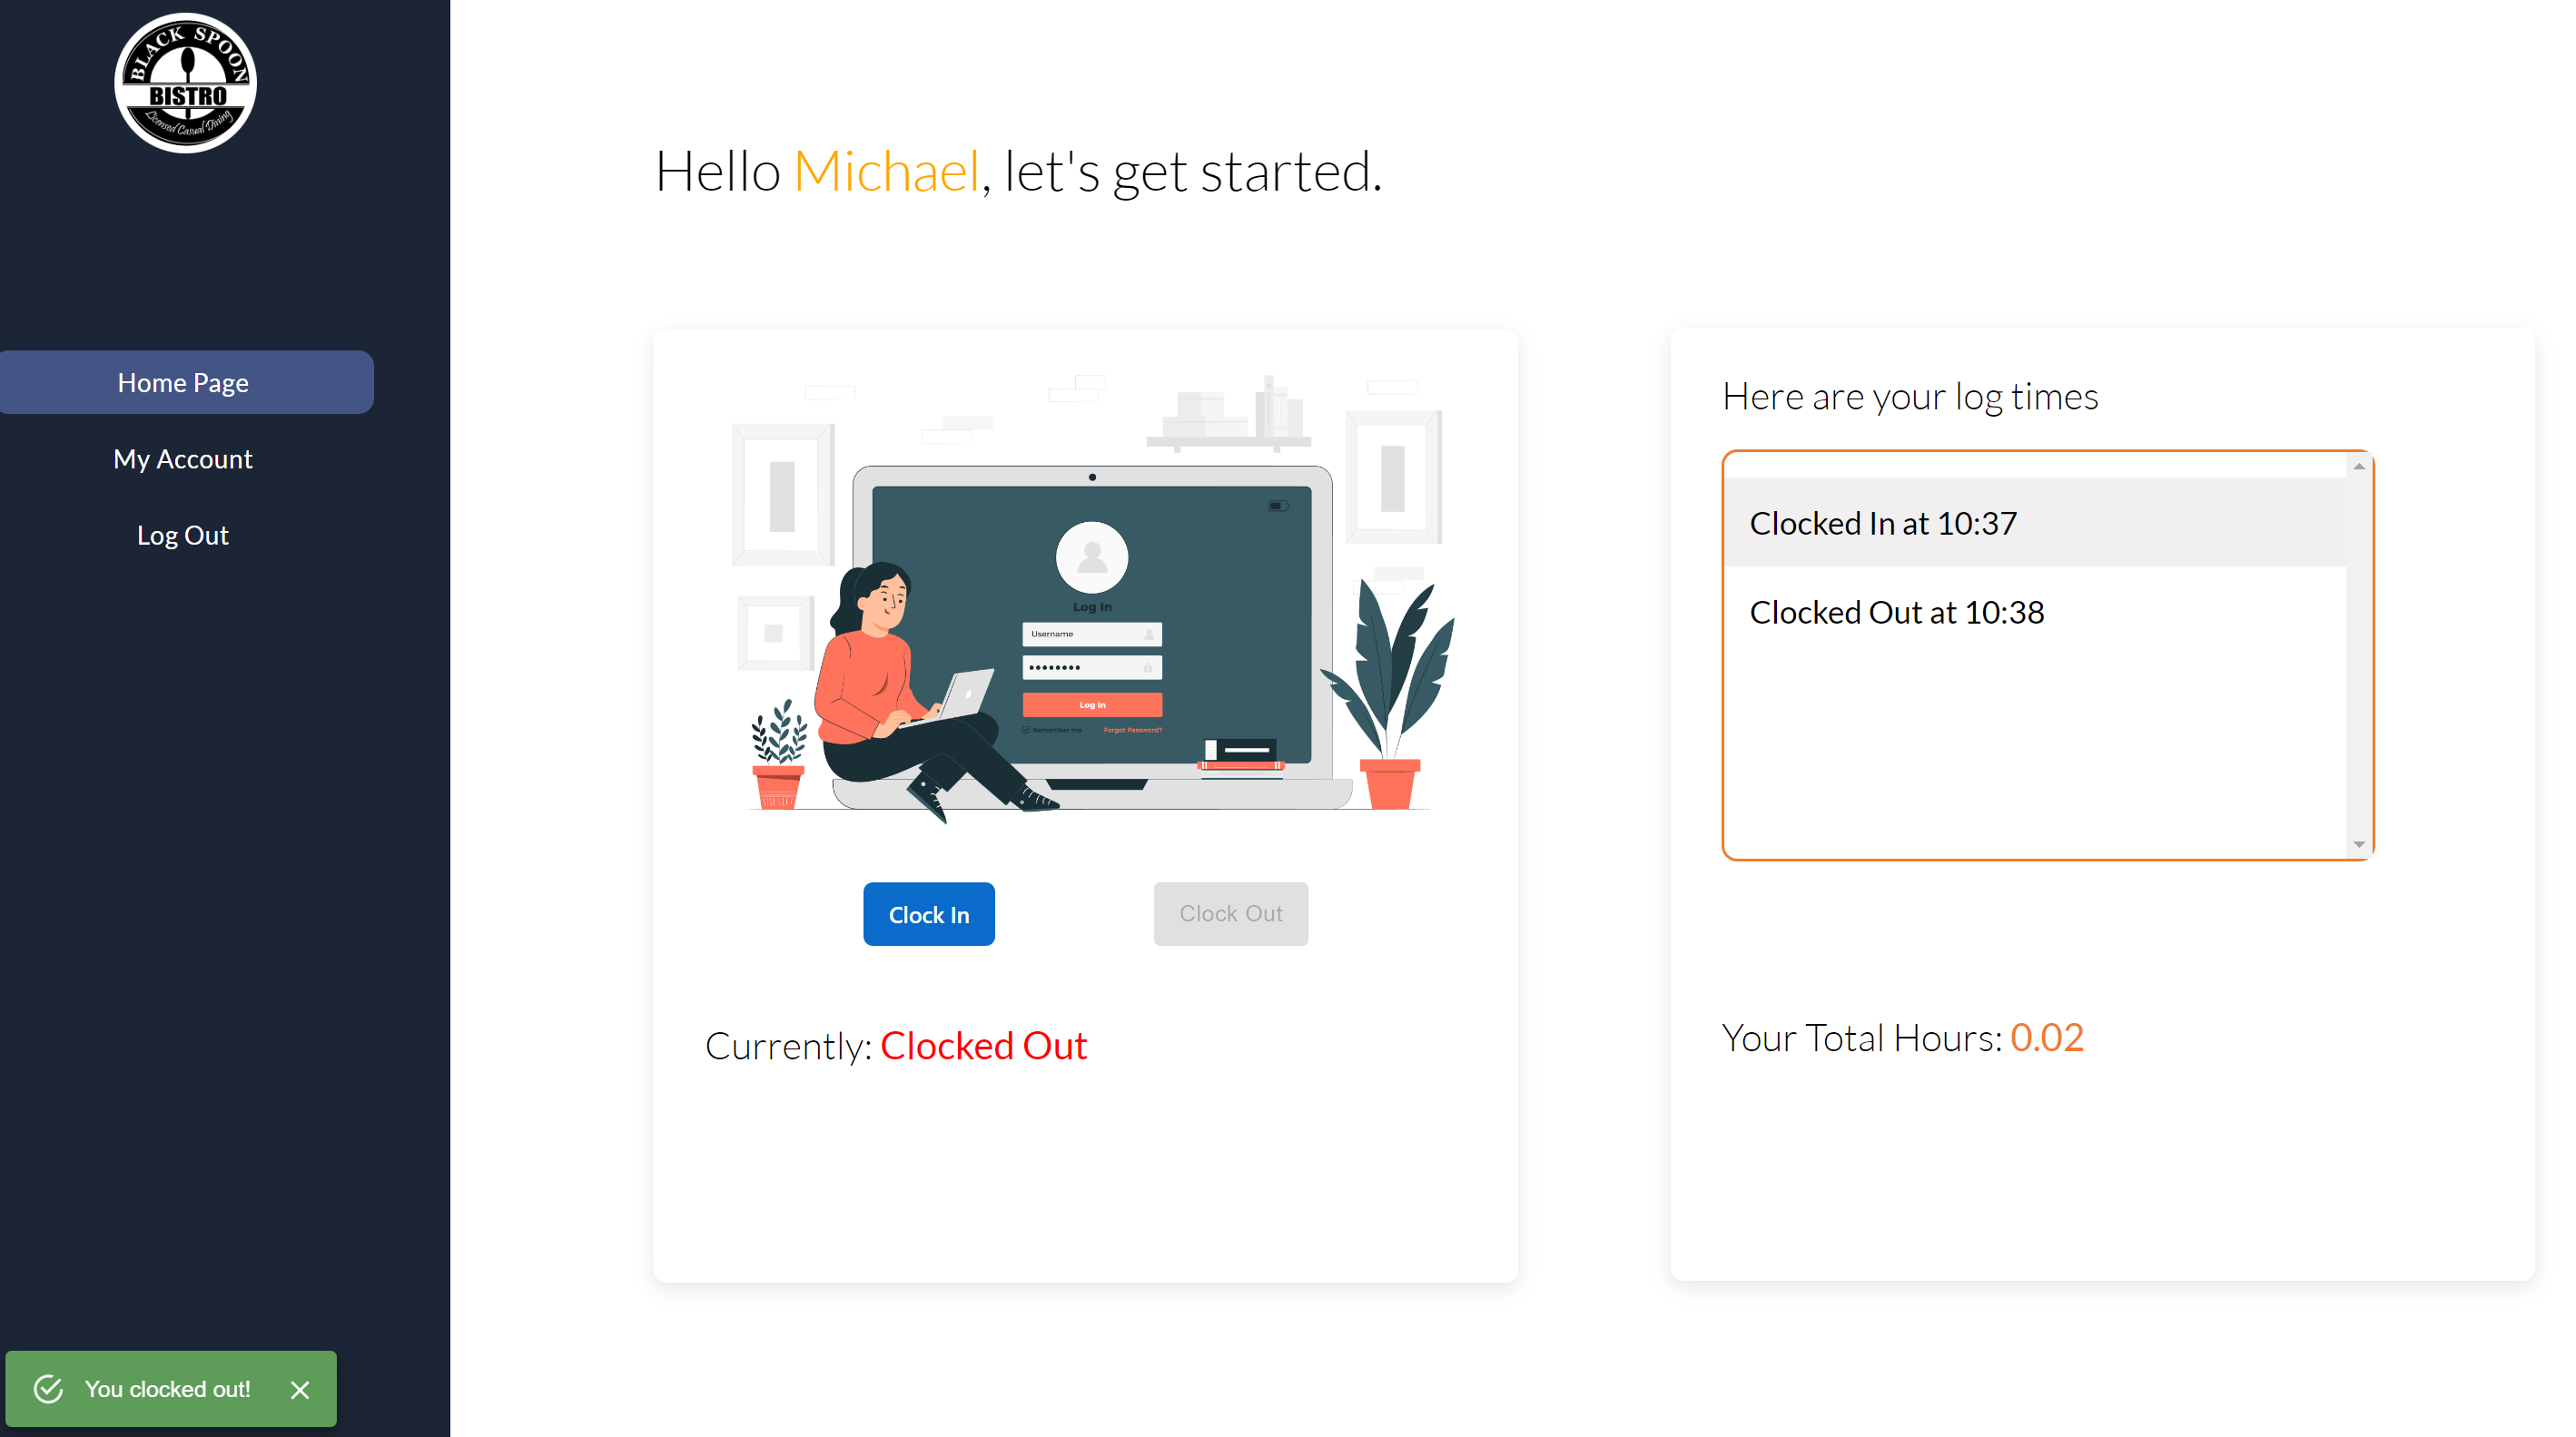 BLACK SPOON
BISTRO
Licensed Casual Dining
Home Page
My Account
Log Out
Hello Michael, let's get started.
Log In
Username
Log In
Remember me
Forgot Password?
Clock In
Clock Out
Currently: Clocked Out
Here are your log times
Clocked In at 10:37
Clocked Out at 10:38
Your Total Hours: 0.02
You clocked out!